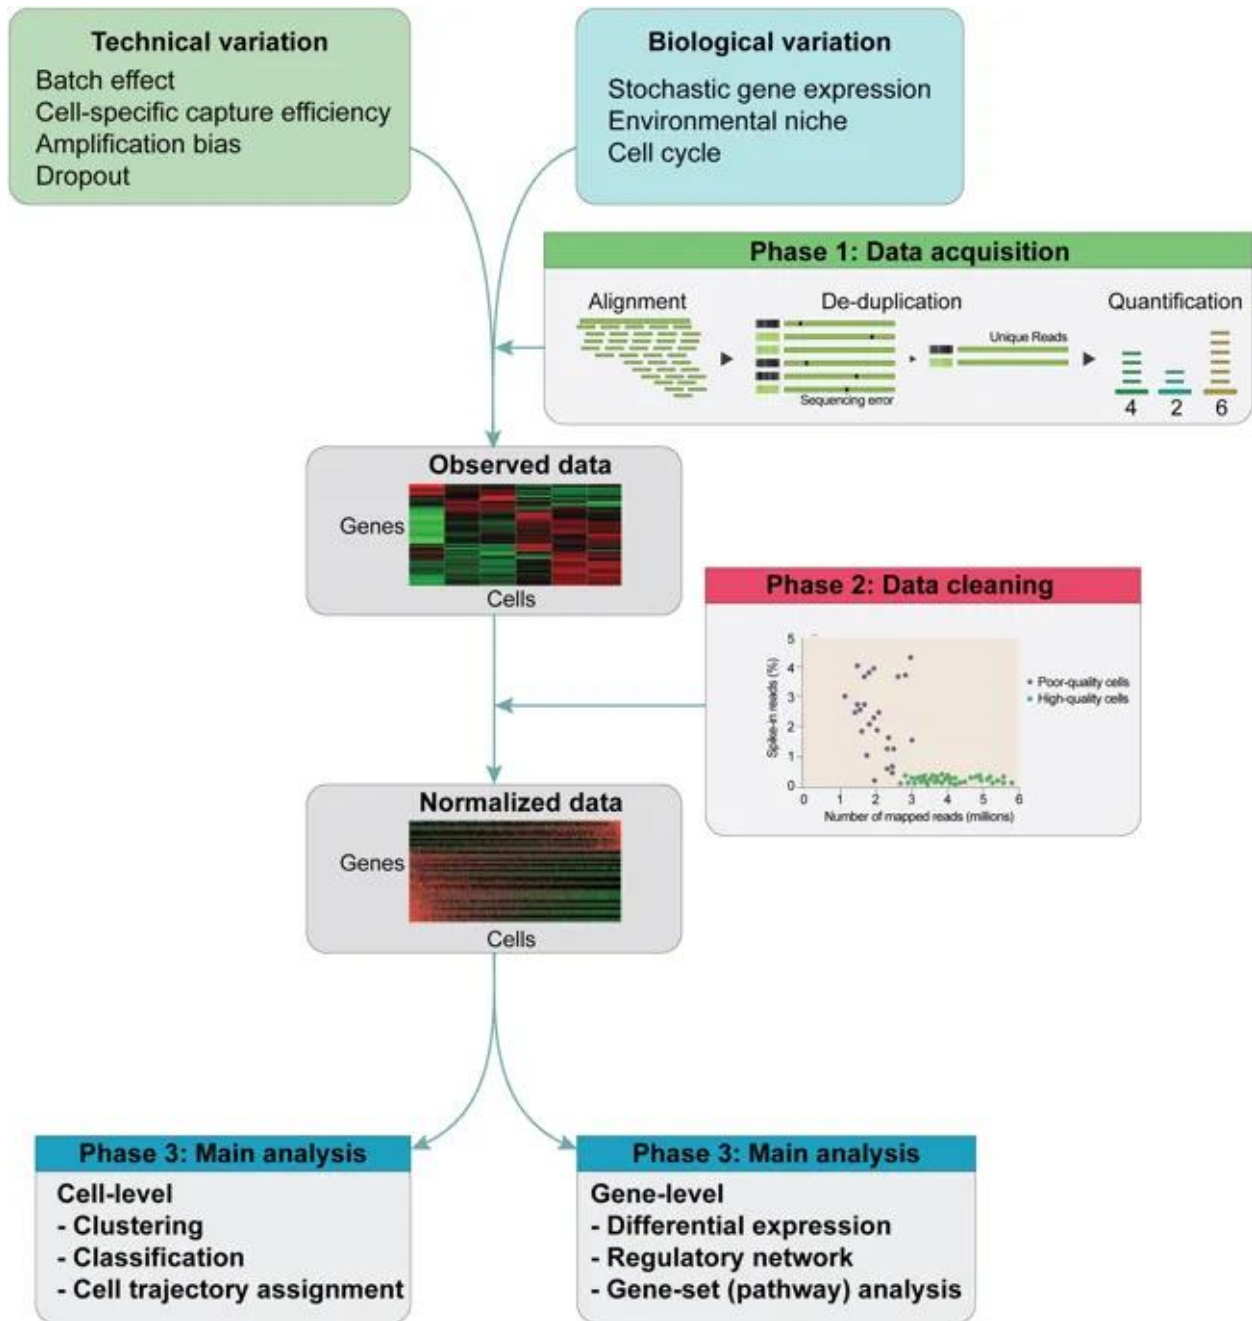 Technical variation
Batch effect
Cell-specific capture efficiency
Amplification bias
Dropout
Biological variation
Stochastic gene expression
Environmental niche
Cell cycle
Phase 1: Data acquisition
Alignment
De-duplication
Quantification
Unique Reads
Sequencing error
4 2 6
Observed data
Genes
Cells
Phase 2: Data cleaning
5
4
3
2
1
0
Spike-in reads (%)
0 1 2 3 4 5 6
Number of mapped reads (millions)
Poor-quality cells
High-quality cells
Normalized data
Genes
Cells
Phase 3: Main analysis
Cell-level
- Clustering
- Classification
- Cell trajectory assignment
Phase 3: Main analysis
Gene-level
- Differential expression
- Regulatory network
- Gene-set (pathway) analysis